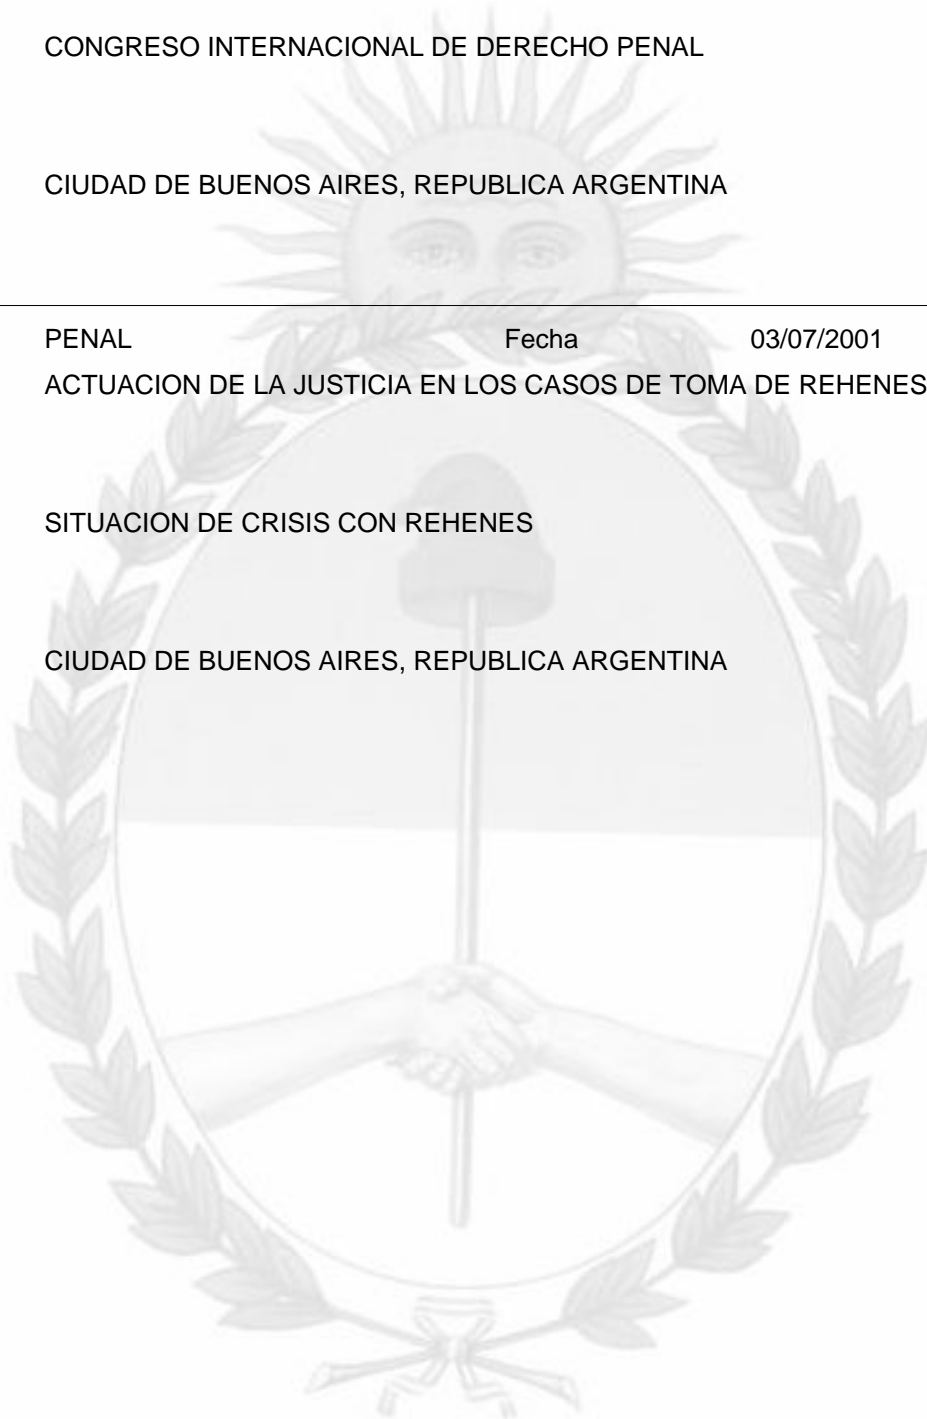 CONGRESO INTERNACIONAL DE DERECHO PENAL
CIUDAD DE BUENOS AIRES, REPUBLICA ARGENTINA
PENAL Fecha 03/07/2001
ACTUACION DE LA JUSTICIA EN LOS CASOS DE TOMA DE REHENES
SITUACION DE CRISIS CON REHENES
CIUDAD DE BUENOS AIRES, REPUBLICA ARGENTINA